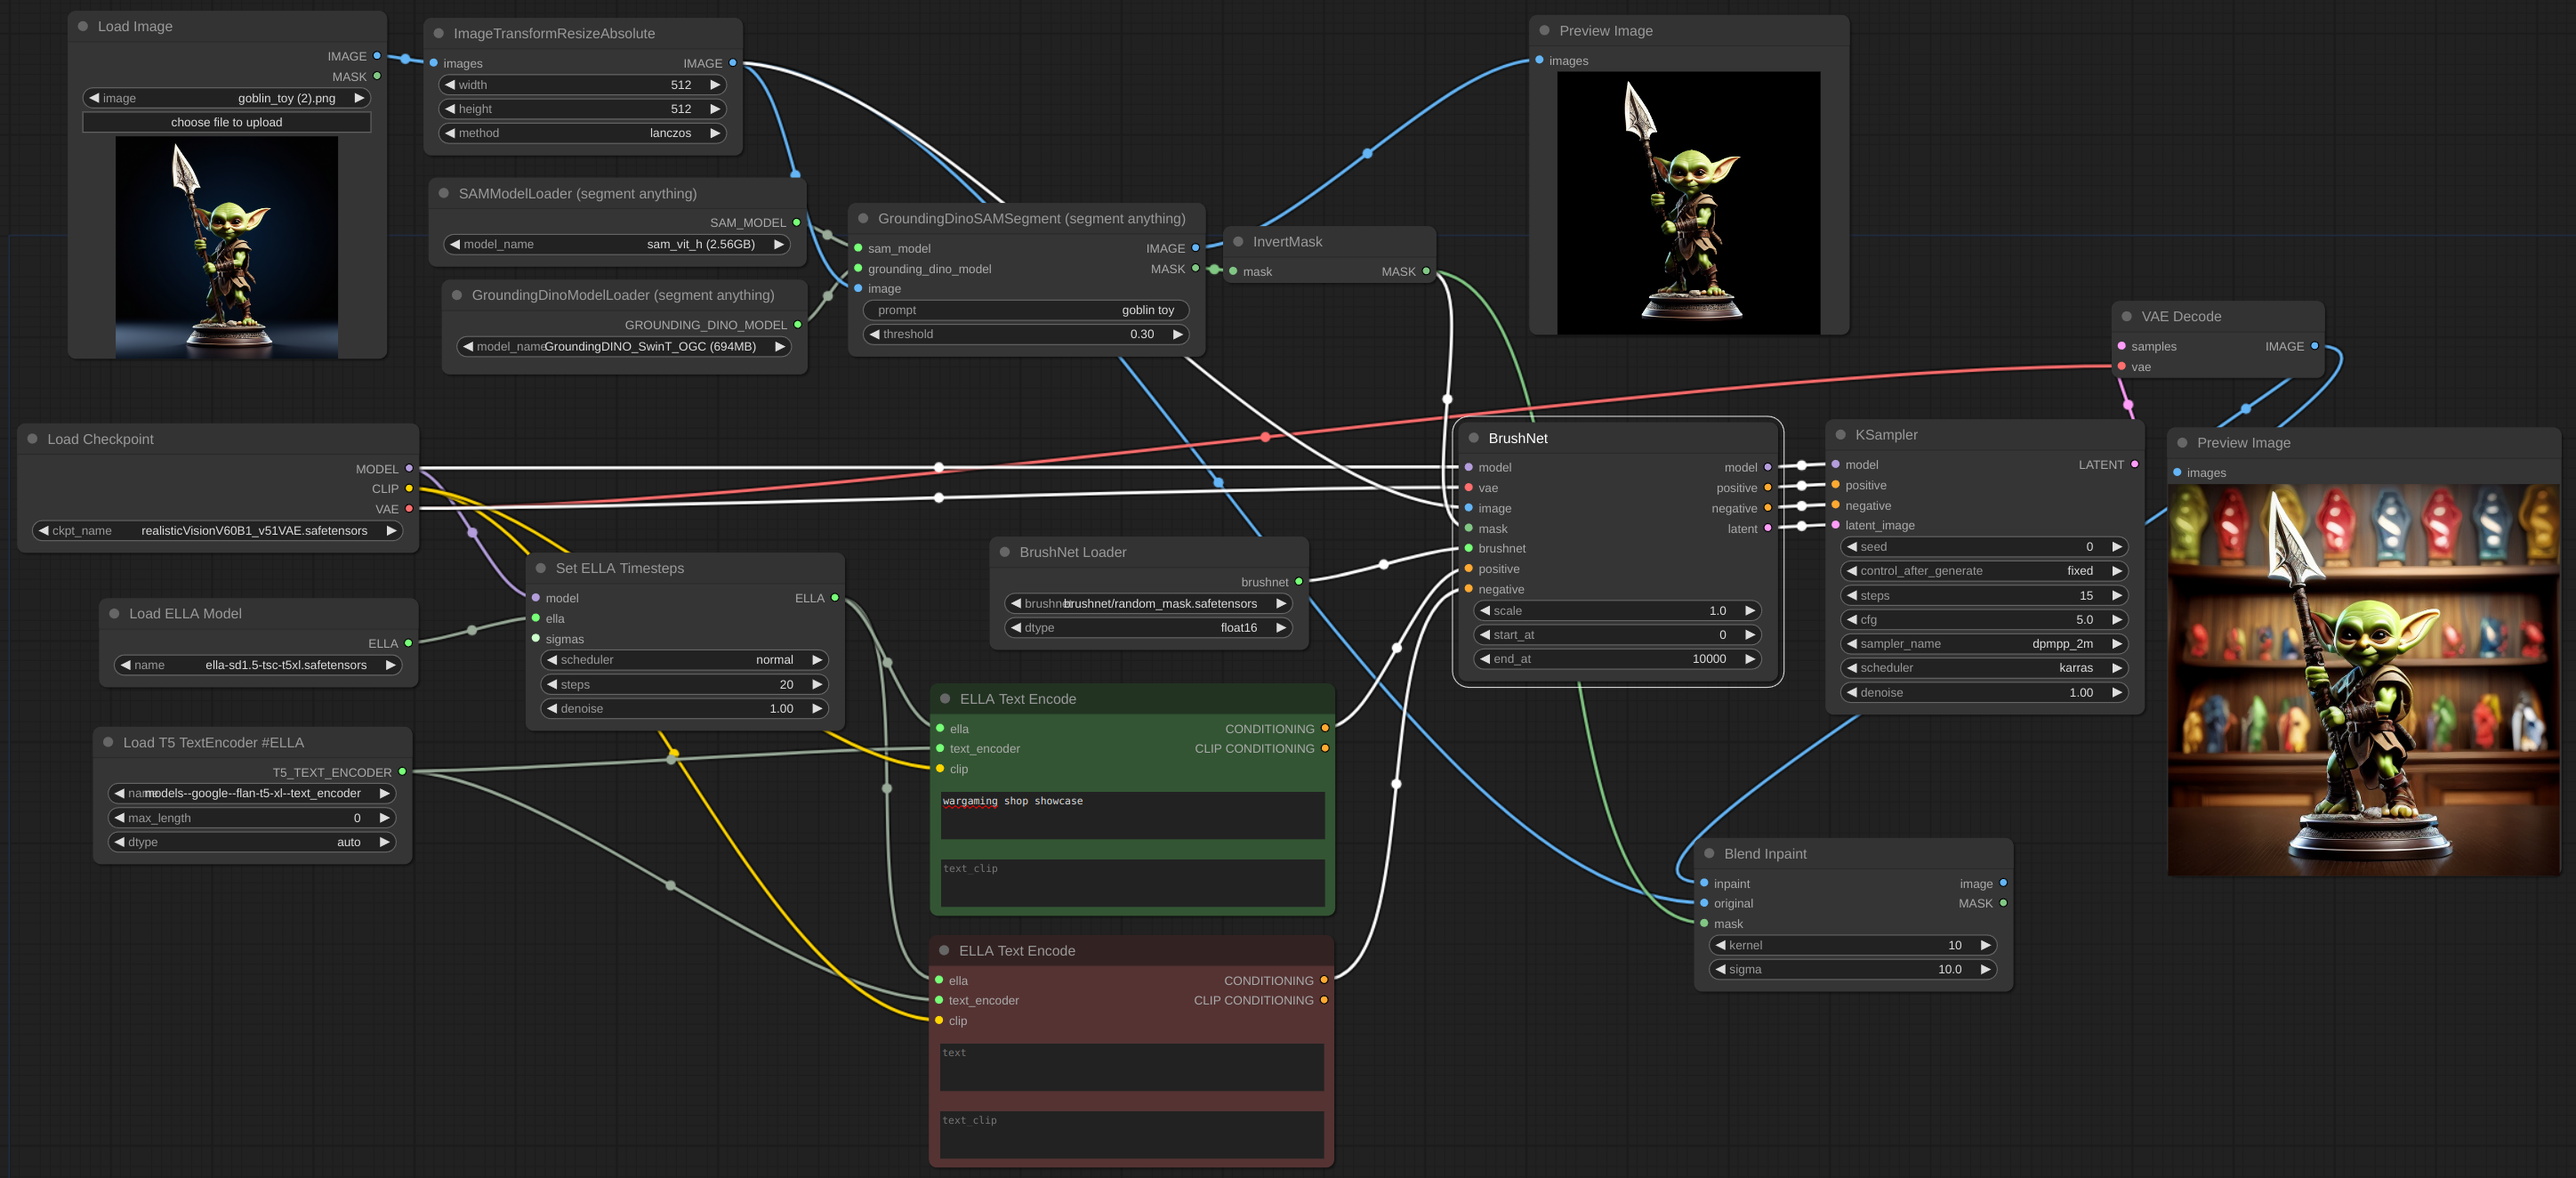 Load Image
IMAGE
MASK
image goblin_toy (2).png
choose file to upload
ImageTransformResizeAbsolute
images IMAGE
width 512
height 512
method lanczos
SAMModelLoader (segment anything)
SAM_MODEL
model_name sam_vit_h (2.56GB)
GroundingDinoModelLoader (segment anything)
GROUNDING_DINO_MODEL
model_name GroundingDINO_SwinT_OGC (694MB)
GroundingDinoSAMSegment (segment anything)
sam_model IMAGE
grounding_dino_model MASK
image
prompt goblin toy
threshold 0.30
InvertMask
mask MASK
Preview Image
images
VAE Decode
samples IMAGE
vae
Load Checkpoint
MODEL
CLIP
VAE
ckpt_name realisticVisionV60B1_v51VAE.safetensors
Load ELLA Model
ELLA
name ella-sd1.5-tsc-t5xl.safetensors
Load T5 TextEncoder #ELLA
T5_TEXT_ENCODER
name models--google--flan-t5-xl--text_encoder
max_length 0
dtype auto
Set ELLA Timesteps
model ELLA
ella
sigmas
scheduler normal
steps 20
denoise 1.00
BrushNet Loader
brushnet
brushnet/random_mask.safetensors
dtype float16
ELLA Text Encode
ella CONDITIONING
text_encoder CLIP CONDITIONING
clip
wargaming shop showcase
text_clip
ELLA Text Encode
ella CONDITIONING
text_encoder CLIP CONDITIONING
clip
text
text_clip
BrushNet
model model
vae positive
image negative
mask latent
brushnet
positive
negative
scale 1.0
start_at 0
end_at 10000
KSampler
model LATENT
positive
negative
latent_image
seed 0
control_after_generate fixed
steps 15
cfg 5.0
sampler_name dpmpp_2m
scheduler karras
denoise 1.00
Preview Image
images
Blend Inpaint
inpaint image
original MASK
mask
kernel 10
sigma 10.0